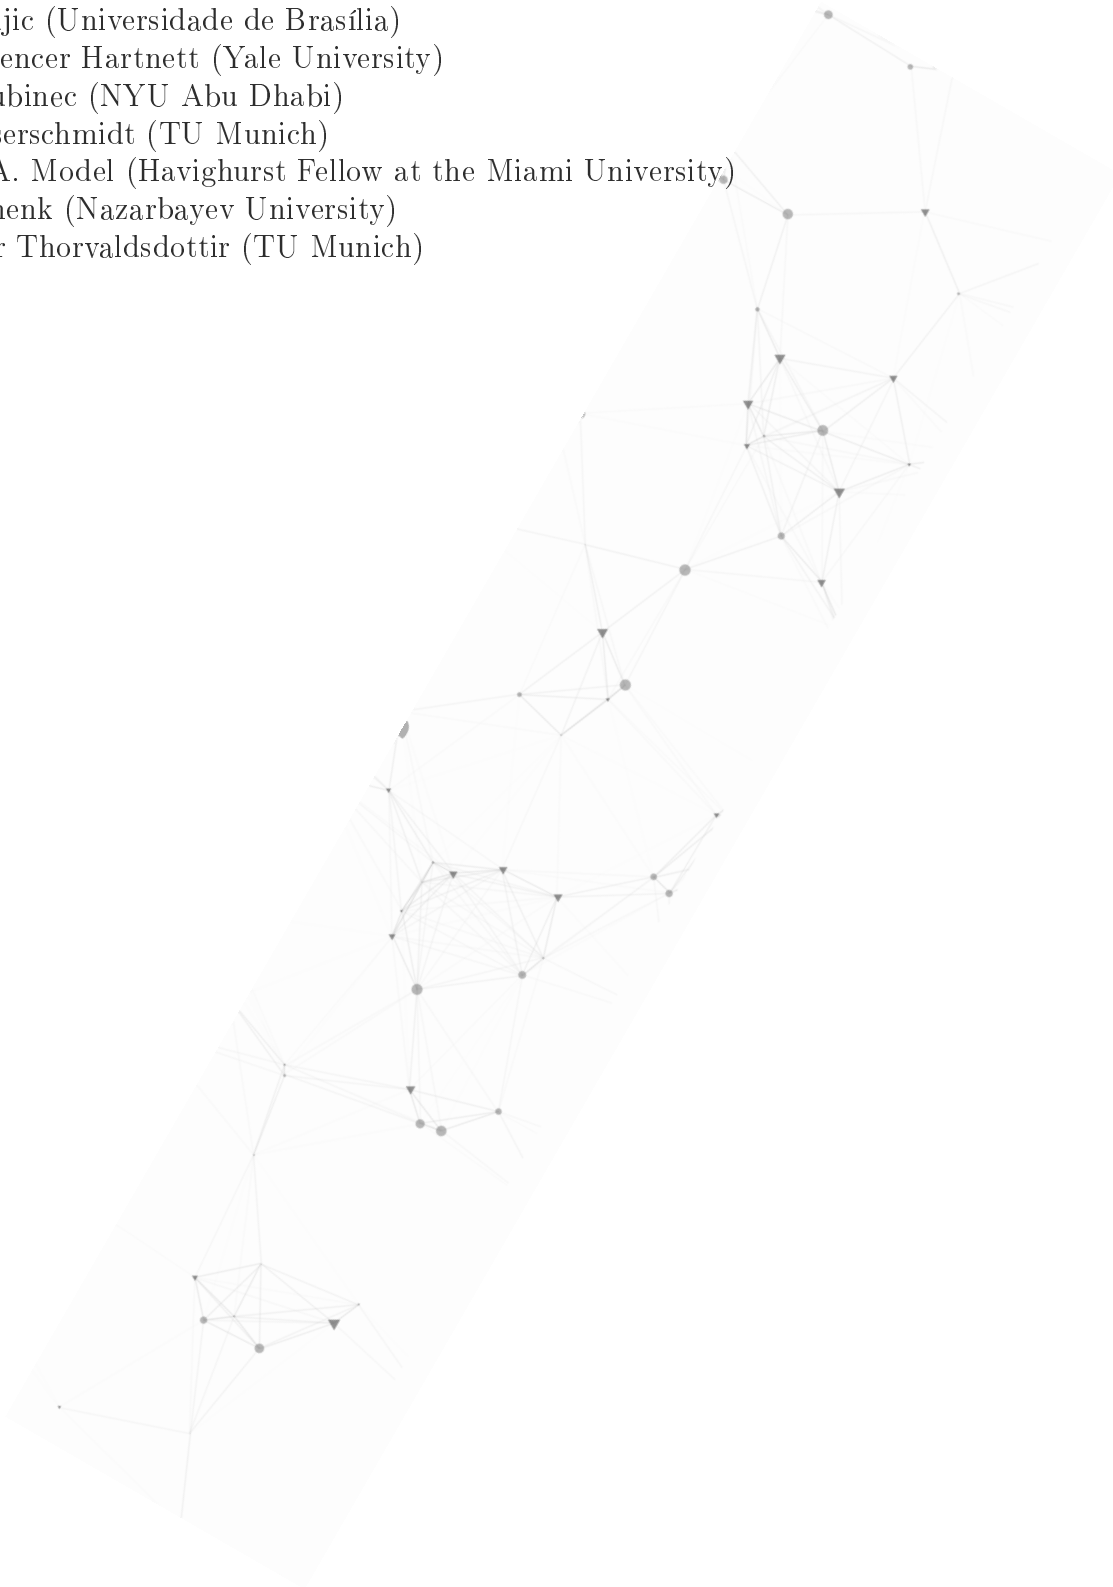 jic (Universidade de Brasília)
encer Hartnett (Yale University)
ubinec (NYU Abu Dhabi)
serschmidt (TU Munich)
A. Model (Havighurst Fellow at the Miami University)
henk (Nazarbayev University)
r Thorvaldsdottir (TU Munich)